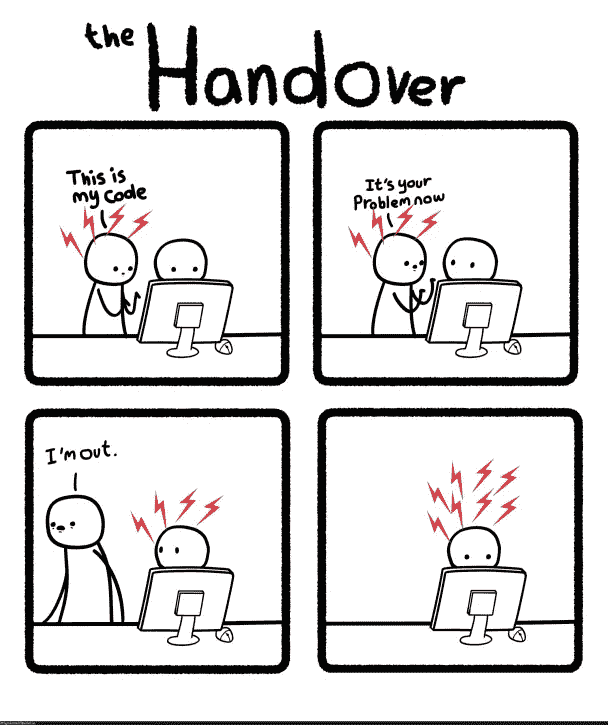 the
Handover
This is
my code
It's your
Problem now
I'm out.